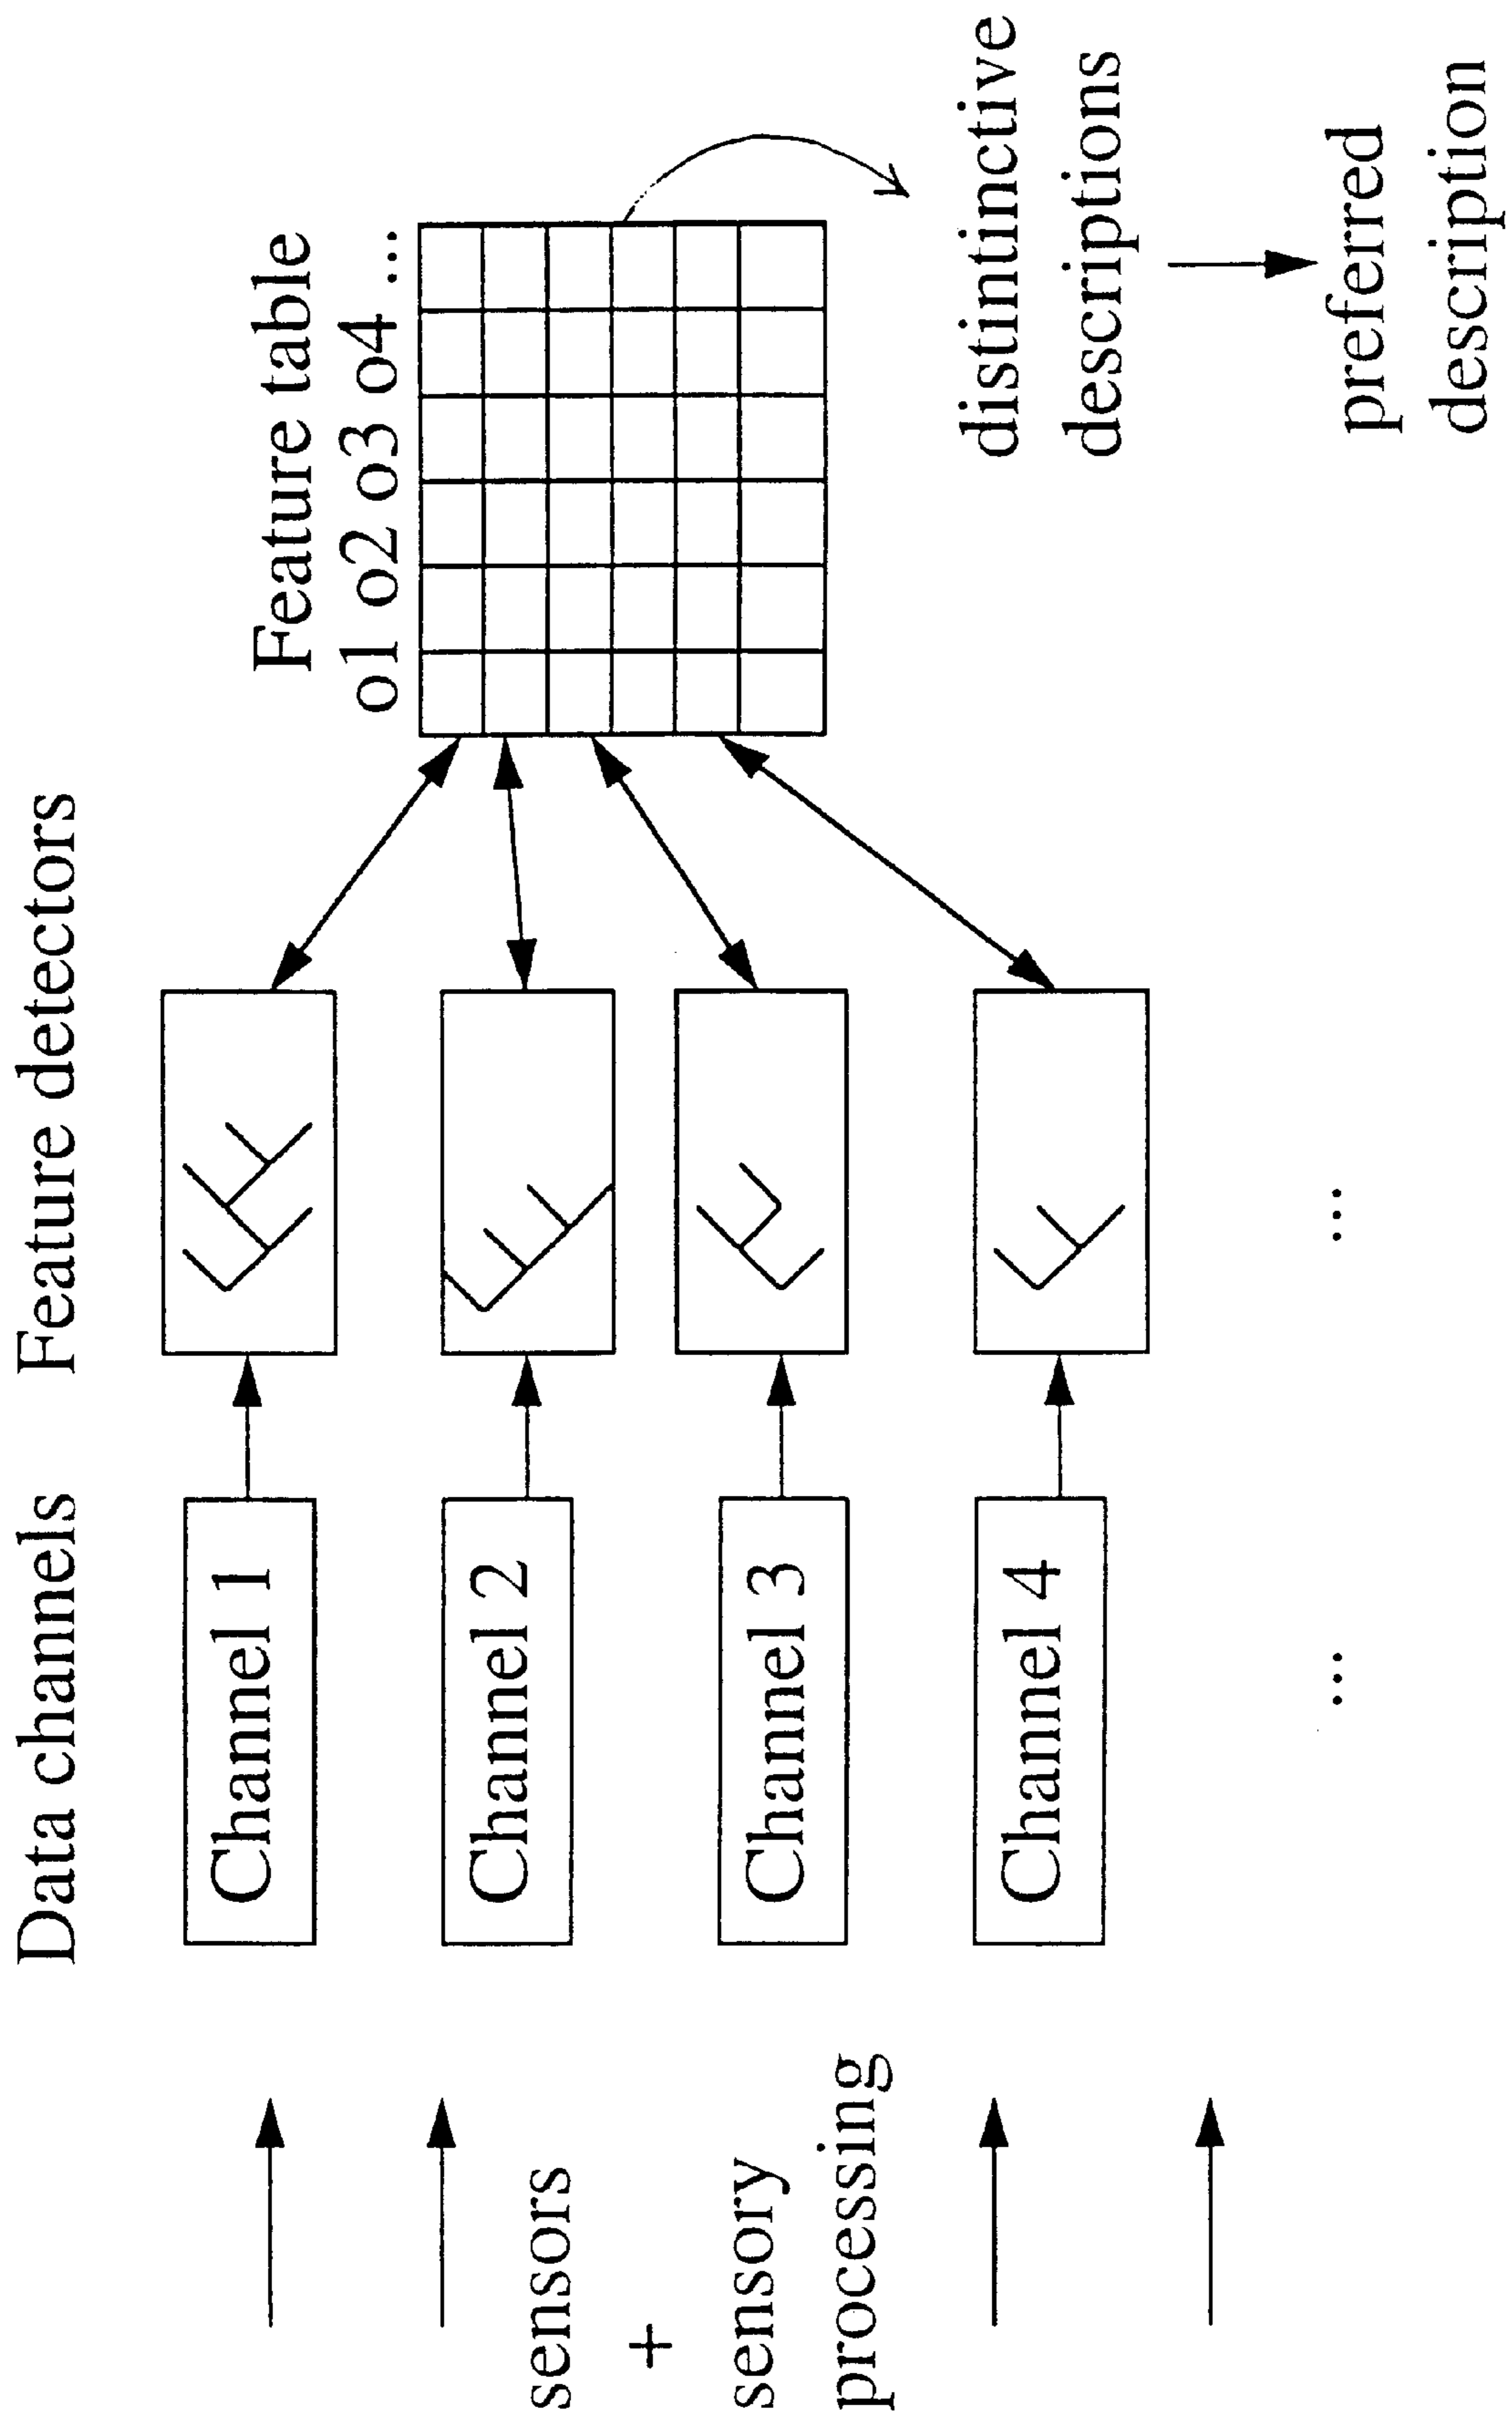 Data channels
Feature detectors
Feature table
o1 o2 o3 o4 ...
Channel 1
Channel 2
sensors
+
sensory
processing
Channel 3
Channel 4
...
...
distintinctive
descriptions
preferred
description